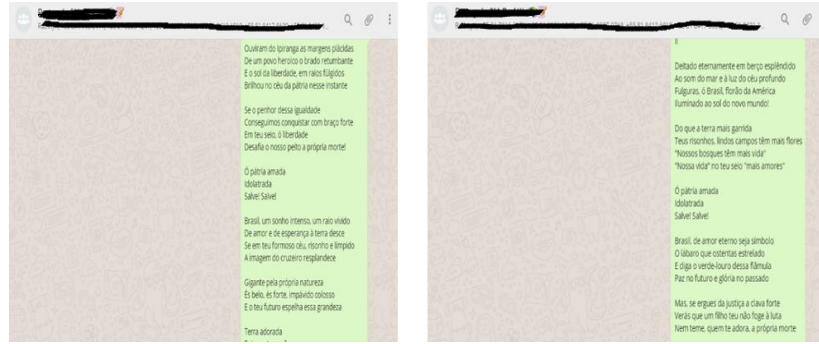 Ouviram do Ipiranga as margens plácidas
De um povo heroico o brado retumbante
E o sol da liberdade, em raios fúlgidos
Brilhou no céu da pátria nesse instante
Se o penhor dessa igualdade
Conseguimos conquistar com braço forte
Em teu seio, ó liberdade
Desafia o nosso peito a própria morte!
Ó pátria amada
Idolatrada
Salve! Salve!
Brasil, um sonho intenso, um raio vívido
De amor e de esperança à terra desce
Se em teu formoso céu, risonho e límpido
A imagem do cruzeiro resplandece
Gigante pela própria natureza
És belo, és forte, impávido colosso
E o teu futuro espelha essa grandeza
Terra adorada
II
Deitado eternamente em berço esplêndido
Ao som do mar e à luz do céu profundo
Fulguras, ó Brasil, florão da América
Iluminado ao sol do novo mundo!
Do que a terra mais garrida
Teus risonhos, lindos campos têm mais flores
"Nossos bosques têm mais vida"
"Nossa vida" no teu seio "mais amores"
Ó pátria amada
Idolatrada
Salve! Salve!
Brasil, de amor eterno seja símbolo
O lábaro que ostentas estrelado
E diga o verde-louro dessa flâmula
Paz no futuro e glória no passado
Mas, se ergues da justiça a clava forte
Verás que um filho teu não foge à luta
Nem teme, quem te adora, a própria morte